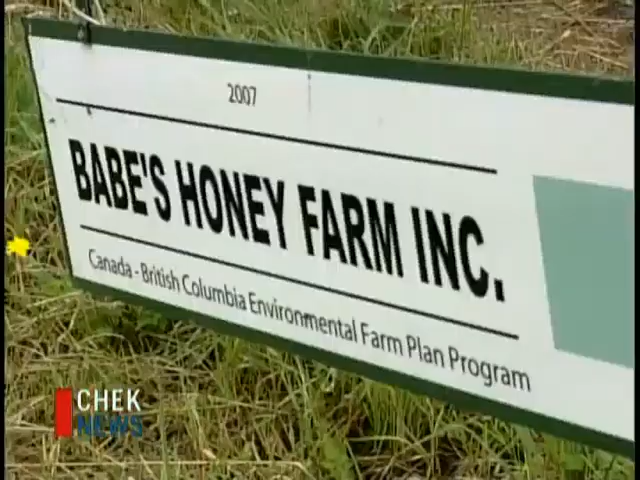 2007
BABE'S HONEY FARM INC.
Canada - British Columbia Environmental Farm Plan Program
CHEK
NEWS